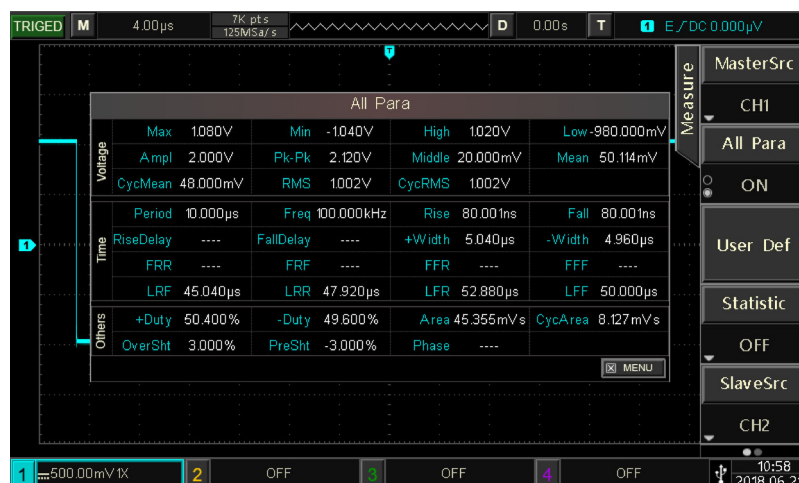 TRIGED M 4.00μs 7K pts D 0.00s T 1 E DC 0.000μV
125MSa/s
T
Measure
MasterSrc
CH1
All Para
ON
User Def
Statistic
OFF
SlaveSrc
CH2
All Para
Voltage
Max 1.080V Min -1.040V High 1.020V Low -980.000mV
Ampl 2.000V Pk-Pk 2.120V Middle 20.000mV Mean 50.114mV
CycMean 48.000mV RMS 1.002V CycRMS 1.002V
Time
Period 10.000μs Freq 100.000kHz Rise 80.001ns Fall 80.001ns
RiseDelay ---- FallDelay ---- +Width 5.040μs -Width 4.960μs
FRR ---- FRF ---- FFR ---- FFF ----
LRF 45.040μs LRR 47.920μs LFR 52.880μs LFF 50.000μs
Others
+Duty 50.400% -Duty 49.600% Area 45.355mVs CycArea 8.127mVs
OverSht 3.000% PreSht -3.000% Phase ----
MENU
1
1 500.00mV 1X 2 OFF 3 OFF 4 OFF 10:58